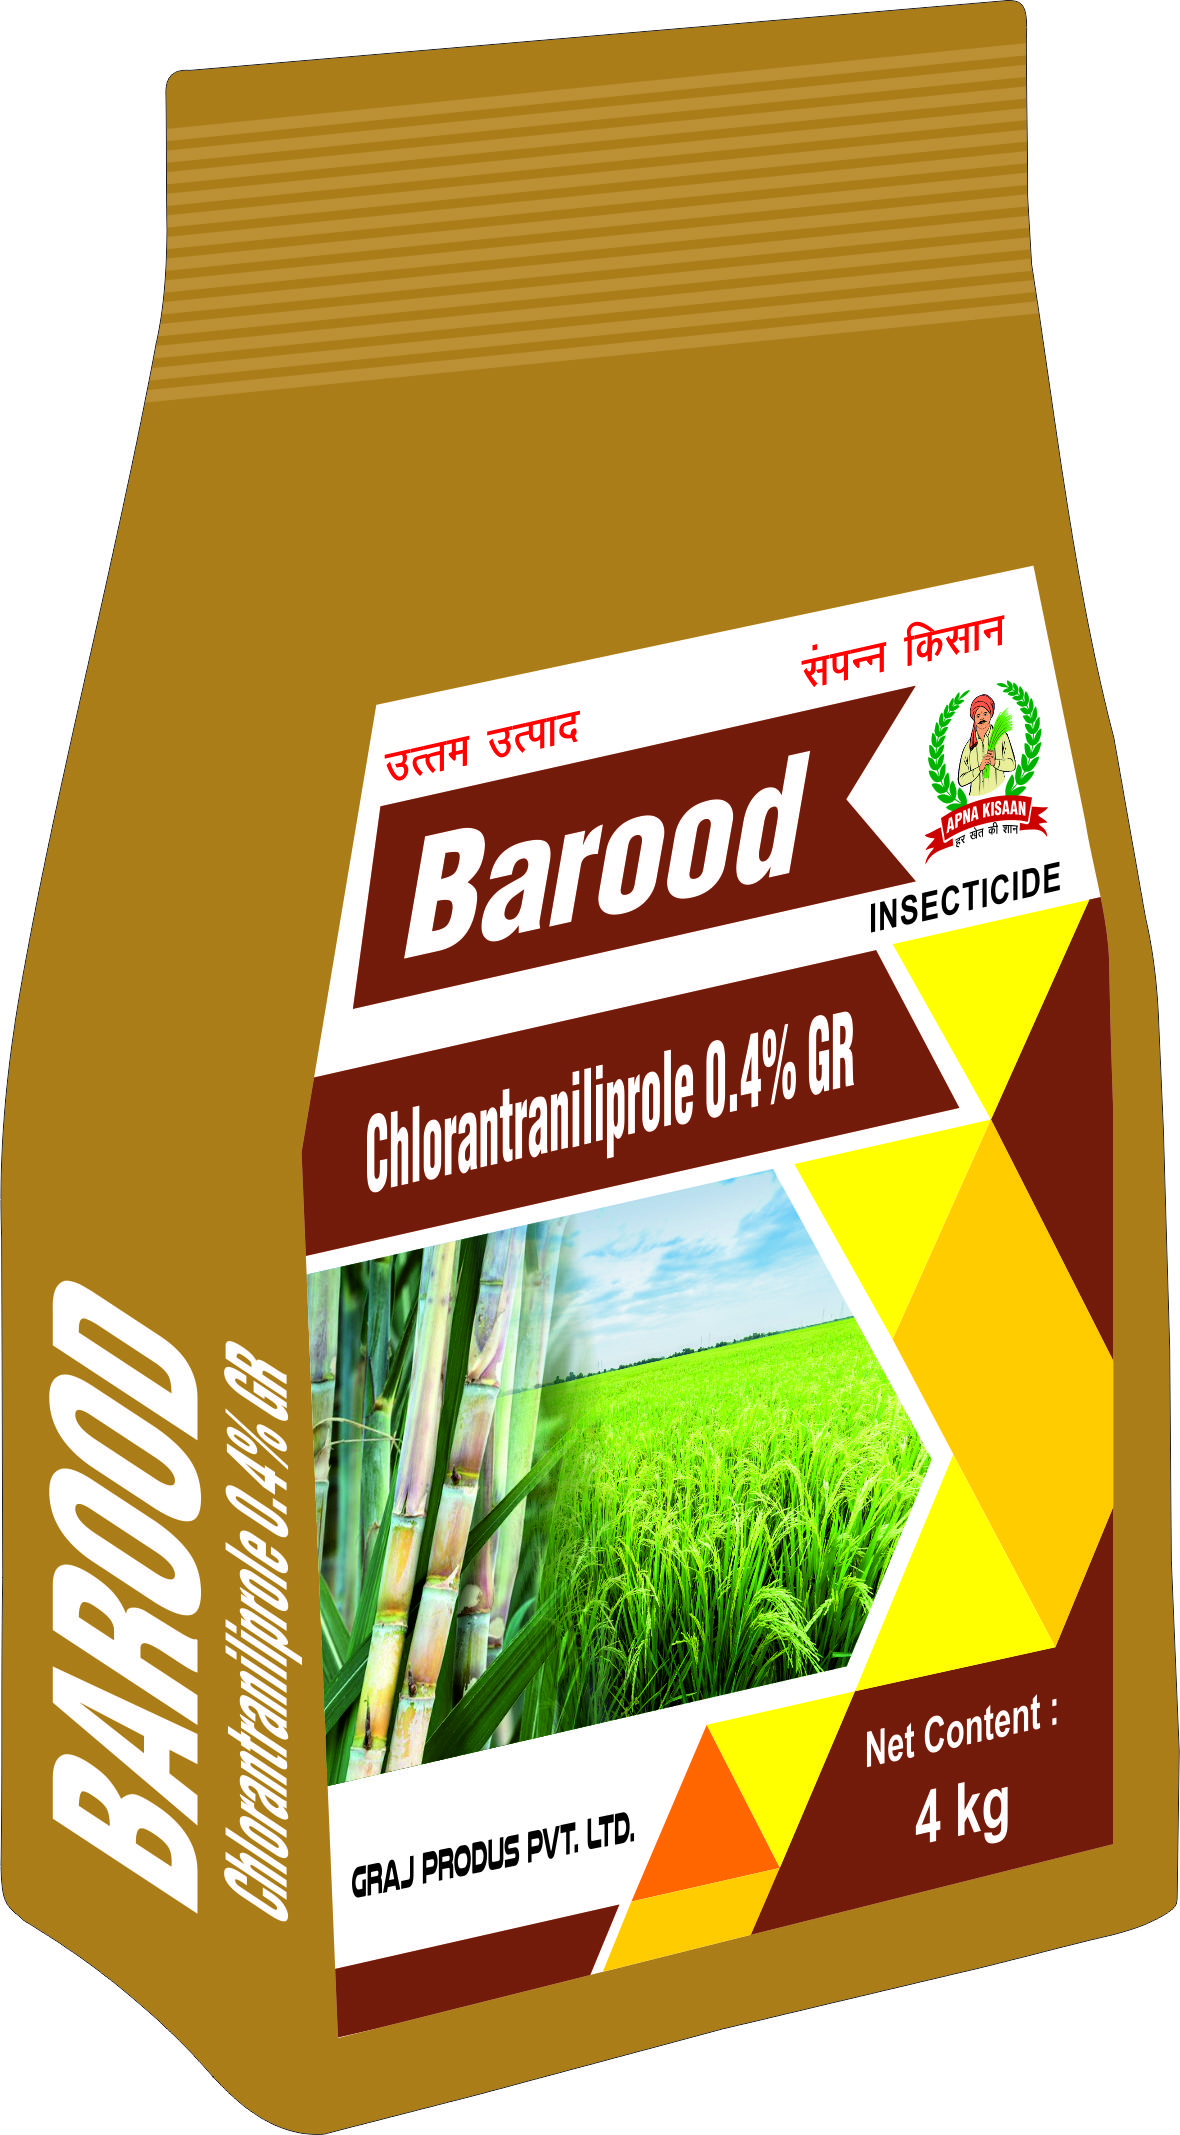 उत्तम उत्पाद
संपन्न किसान
Barood
APNA KISAAN
हर खेत की शान
INSECTICIDE
Chlorantraniliprole 0.4% GR
BAROOD
Chlorantraniliprole 0.4% GR
GRAJ PRODUS PVT. LTD.
Net Content :
4 kg